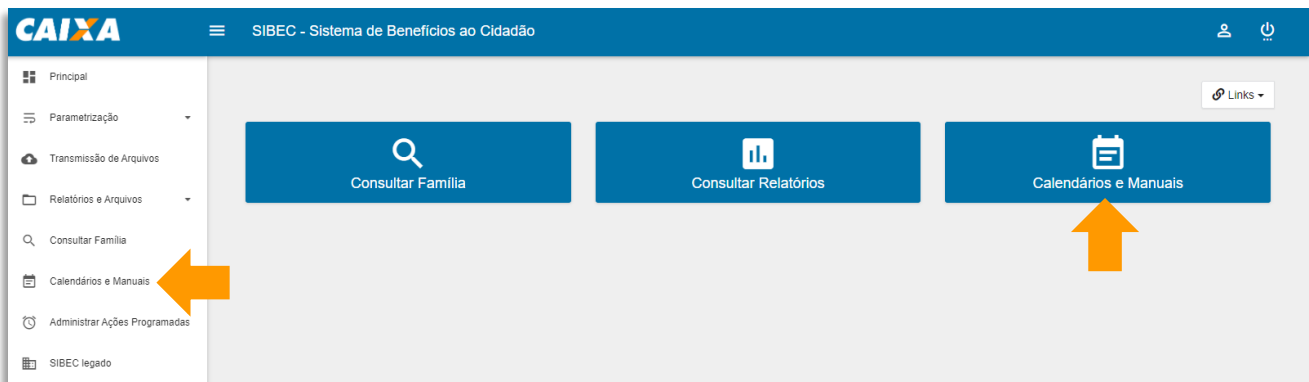 CAIXA
SIBEC - Sistema de Benefícios ao Cidadão
Principal
Parametrização
Transmissão de Arquivos
Relatórios e Arquivos
Consultar Família
Calendários e Manuais
Administrar Ações Programadas
SIBEC legado
Links
Consultar Família
Consultar Relatórios
Calendários e Manuais